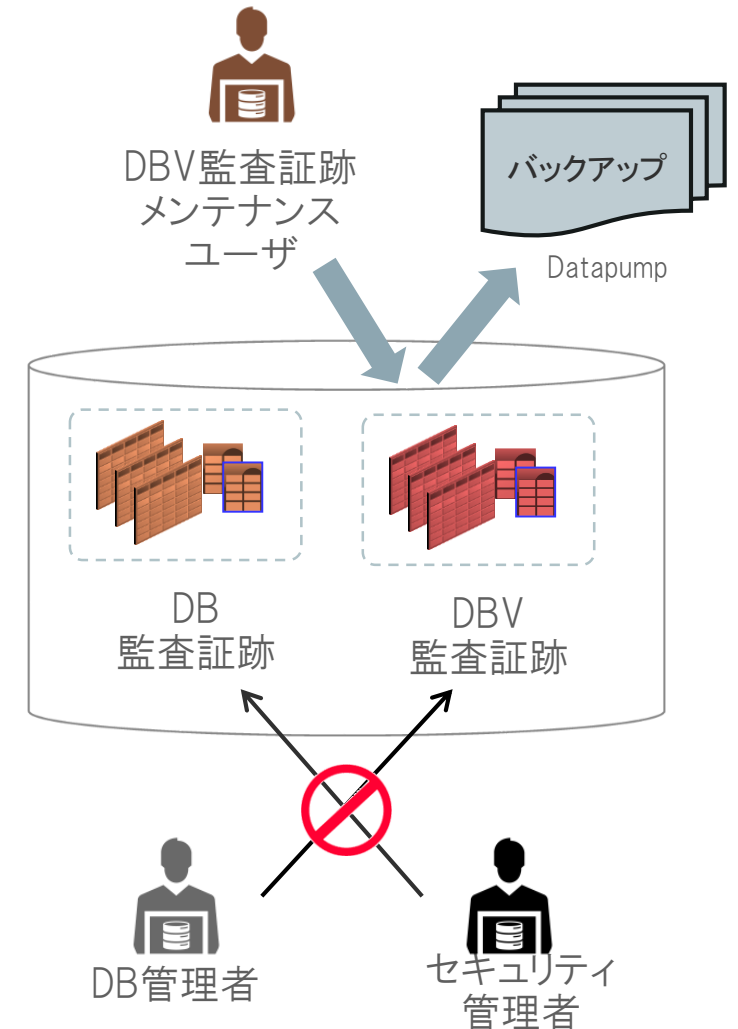 DBV監査証跡
メンテナンス
ユーザ
バックアップ
Datapump
DB
監査証跡
DBV
監査証跡
DB管理者
セキュリティ
管理者